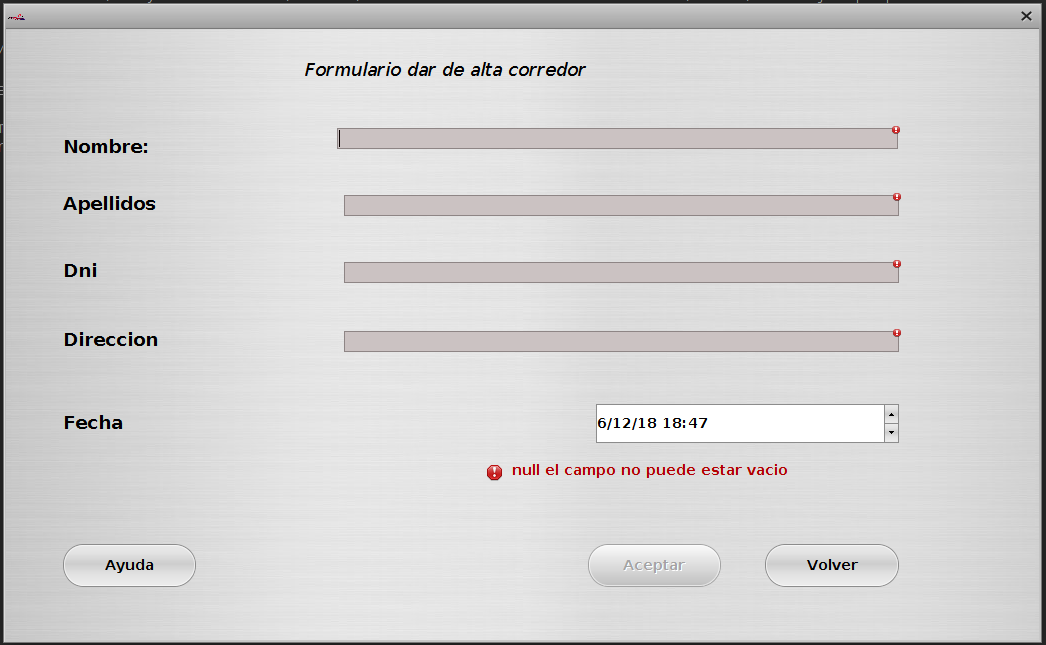 Formulario dar de alta corredor
Nombre:
Apellidos
Dni
Direccion
Fecha
6/12/18 18:47
null el campo no puede estar vacio
Ayuda
Aceptar
Volver